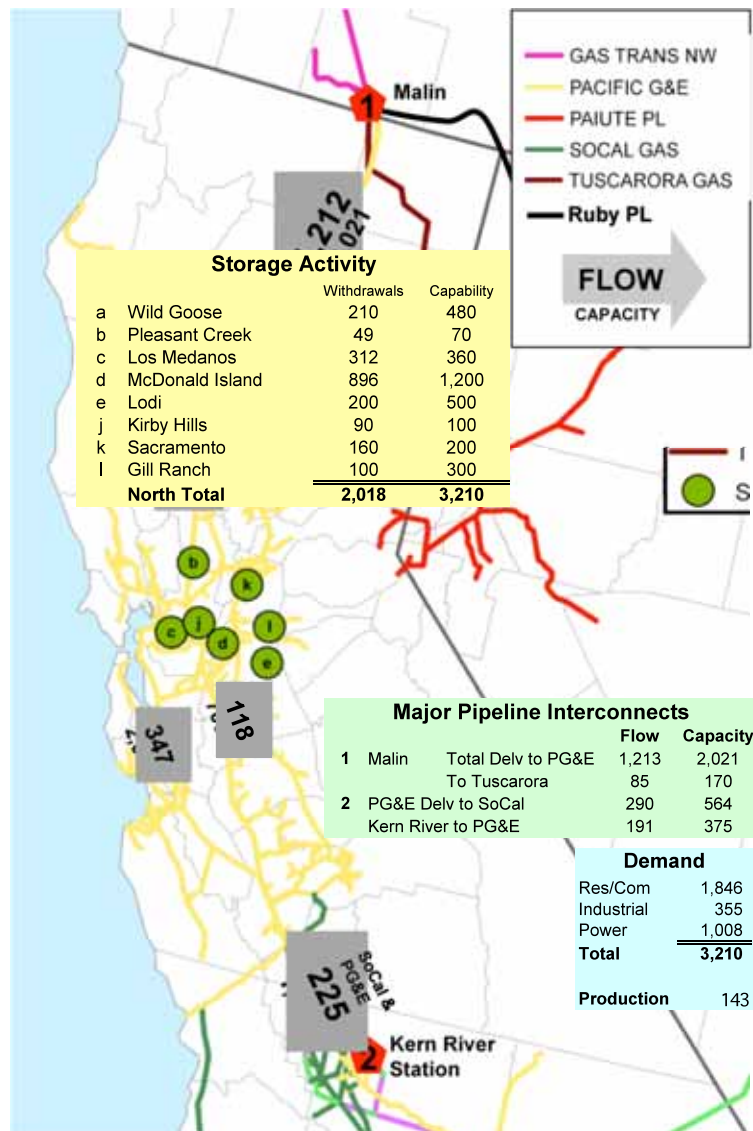 GAS TRANS NW
PACIFIC G&E
PAIUTE PL
SOCAL GAS
TUSCARORA GAS
Ruby PL
FLOW
CAPACITY
1 Malin
212
021
Storage Activity
Withdrawals Capability
a Wild Goose 210 480
b Pleasant Creek 49 70
c Los Medanos 312 360
d McDonald Island 896 1,200
e Lodi 200 500
j Kirby Hills 90 100
k Sacramento 160 200
l Gill Ranch 100 300
North Total 2,018 3,210
S
b
k
c
j
d
l
e
347
118
Major Pipeline Interconnects
Flow Capacity
1 Malin Total Delv to PG&E 1,213 2,021
To Tuscarora 85 170
2 PG&E Delv to SoCal 290 564
Kern River to PG&E 191 375
Demand
Res/Com 1,846
Industrial 355
Power 1,008
Total 3,210
Production 143
SoCal &
PG&E
225
2 Kern River
Station